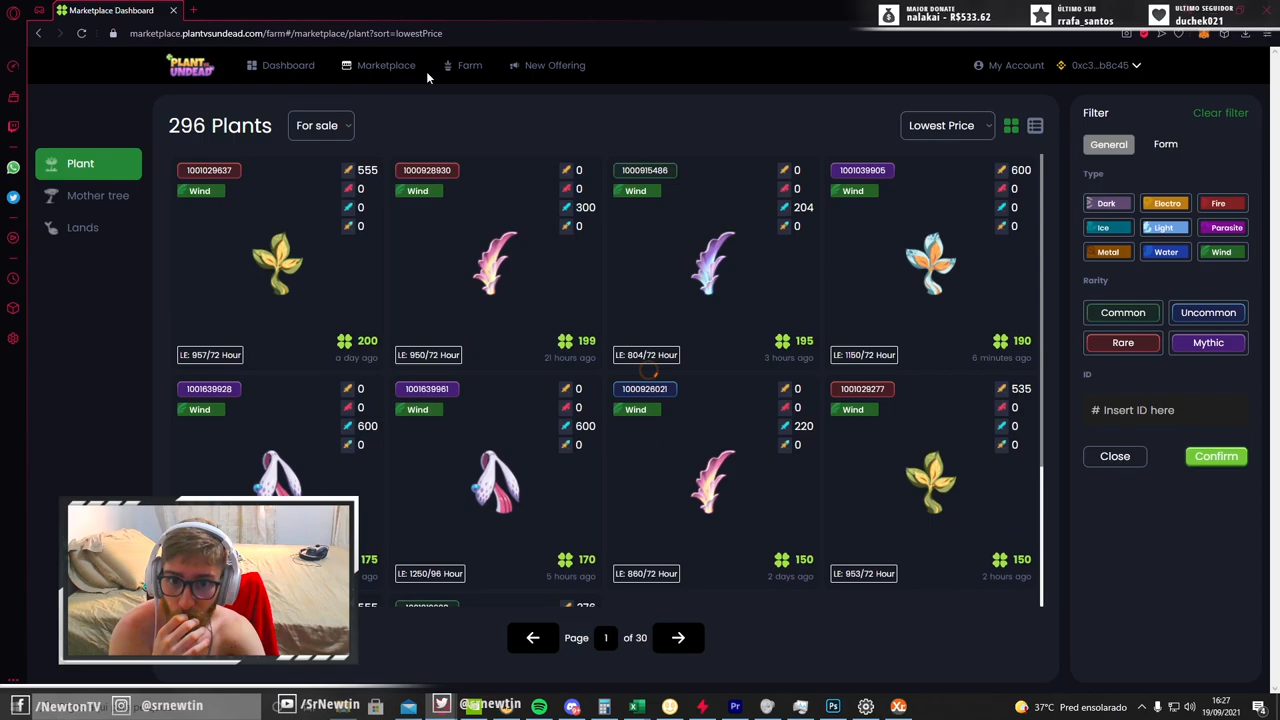 Marketplace Dashboard
MAIOR DONATE
nalakai - R$533.62
ÚLTIMO SUB
rrafa_santos
ÚLTIMO SEGUIDOR
duchek021
marketplace.plantvsundead.com/farm#/marketplace/plant?sort=lowestPrice
PLANT VS UNDEAD
Dashboard
Marketplace
Farm
New Offering
My Account
0xc3...b8c45
296 Plants
For sale
Lowest Price
Filter
Clear filter
General
Form
Plant
Mother tree
Lands
1001029637
Wind
555
0
0
0
LE: 957/72 Hour
200
a day ago
1000928930
Wind
0
0
300
0
LE: 950/72 Hour
199
21 hours ago
1000915486
Wind
0
0
204
0
LE: 804/72 Hour
195
3 hours ago
1001039905
Wind
600
0
0
0
LE: 1150/72 Hour
190
6 minutes ago
1001639928
Wind
0
0
600
0
175
ago
1001639961
Wind
0
0
600
0
LE: 1250/96 Hour
170
5 hours ago
1000926021
Wind
0
0
220
0
LE: 860/72 Hour
150
2 days ago
1001029277
Wind
535
0
0
0
LE: 953/72 Hour
150
2 hours ago
555
276
Page 1 of 30
Type
Dark
Electro
Fire
Ice
Light
Parasite
Metal
Water
Wind
Rarity
Common
Uncommon
Rare
Mythic
ID
# Insert ID here
Close
Confirm
/NewtonTV
@srnewtin
/SrNewtin
@srnewtin
37°C Pred ensolarado
16:27
19/09/2021